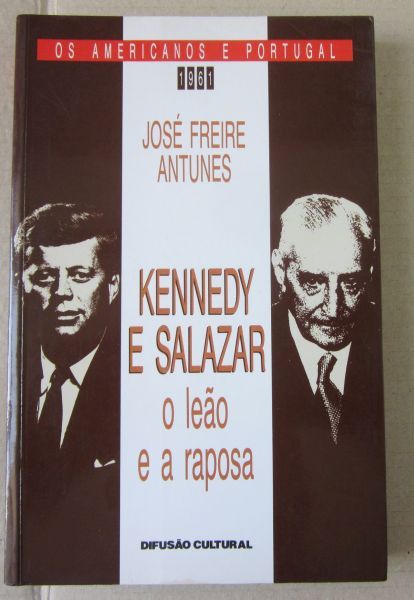 OS AMERICANOS E PORTUGAL
1961
JOSÉ FREIRE
ANTUNES
KENNEDY
E SALAZAR
o leão
e a raposa
DIFUSÃO CULTURAL